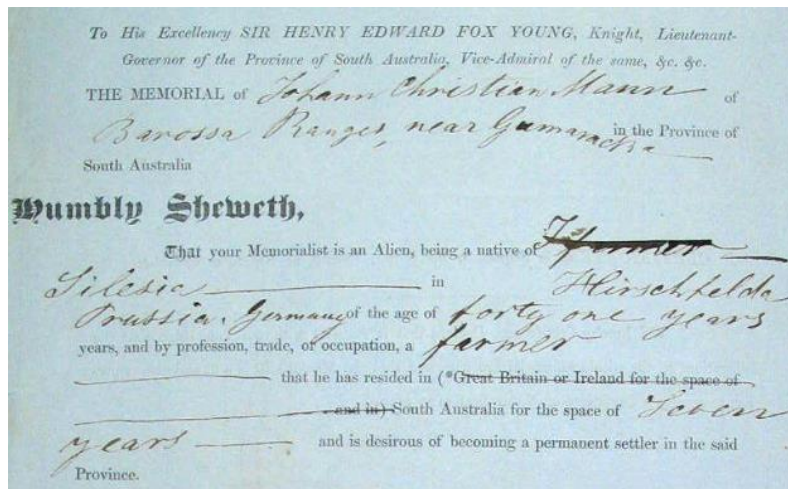 To His Excellency SIR HENRY EDWARD FOX YOUNG, Knight, Lieutenant-
Governor of the Province of South Australia, Vice-Admiral of the same, &c. &c.
THE MEMORIAL of Johann Christian Mann of
Barossa Ranges, near Gumaracka in the Province of
South Australia
Humbly Sheweth,
That your Memorialist is an Alien, being a native of farmer
Silesia in Hirschfelda
Prussia. Germany of the age of forty one years
years, and by profession, trade, or occupation, a farmer
that he has resided in (*Great Britain or Ireland for the space of
and in) South Australia for the space of Seven
years and is desirous of becoming a permanent settler in the said
Province.